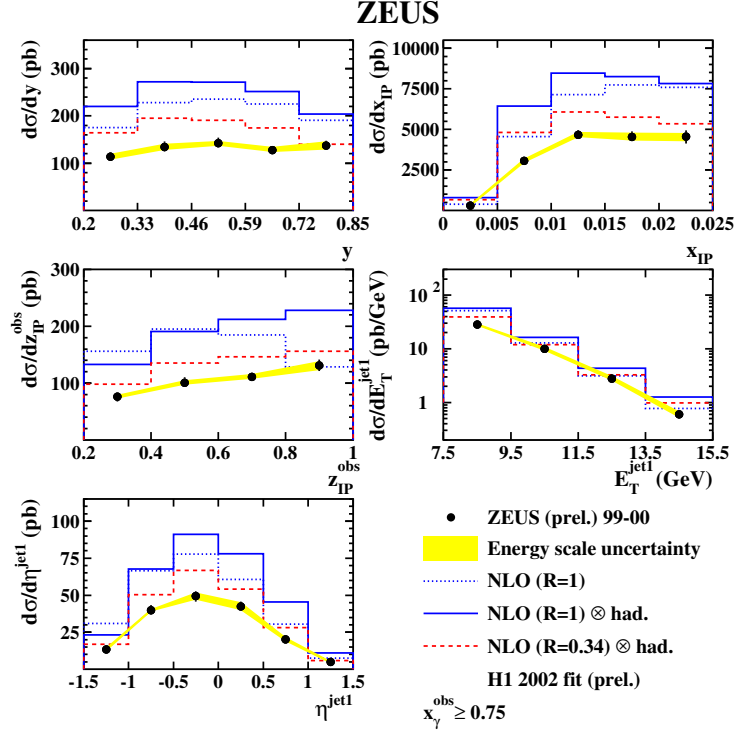 ZEUS
dσ/dy (pb)
300
200
100
0.2 0.33 0.46 0.59 0.72 0.85
y
dσ/dx_IP (pb)
10000
7500
5000
2500
0 0.005 0.01 0.015 0.02 0.025
x_IP
dσ/dz_IP^obs (pb)
300
200
100
0.2 0.4 0.6 0.8 1
z_IP^obs
dσ/dE_T^jet1 (pb/GeV)
10^2
10
1
7.5 9.5 11.5 13.5 15.5
E_T^jet1 (GeV)
dσ/dη^jet1 (pb)
100
75
50
25
-1.5 -1 -0.5 0 0.5 1 1.5
η^jet1
ZEUS (prel.) 99-00
Energy scale uncertainty
NLO (R=1)
NLO (R=1) ⊗ had.
NLO (R=0.34) ⊗ had.
H1 2002 fit (prel.)
x_γ^obs ≥ 0.75